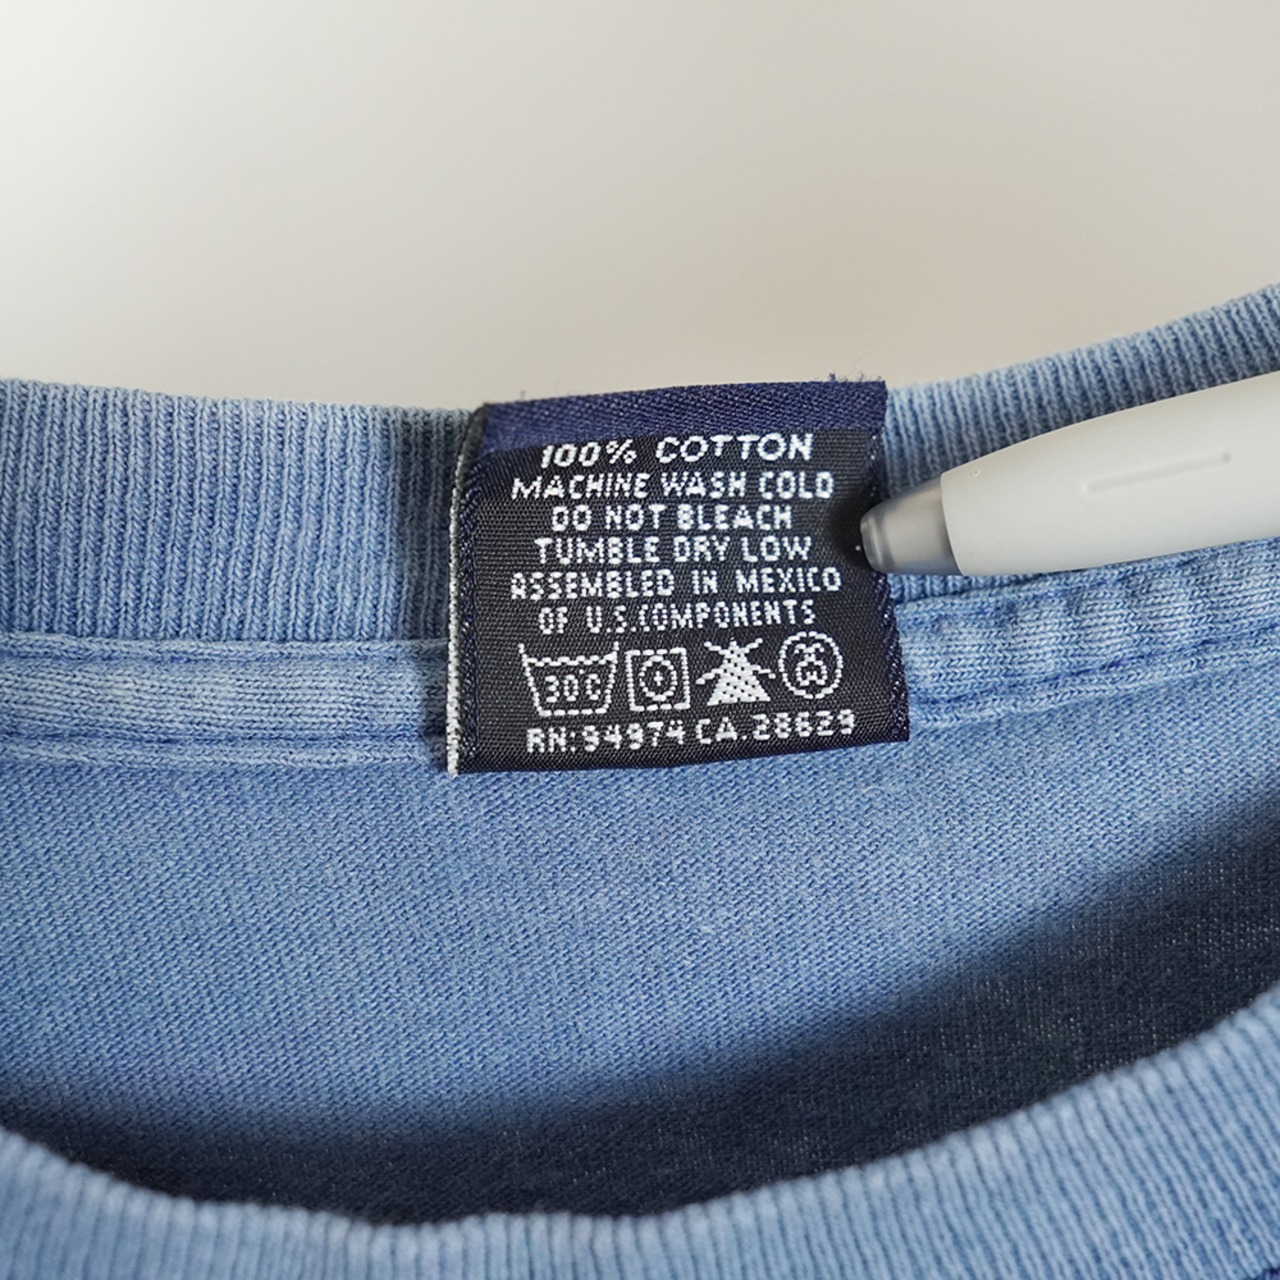 100% COTTON
MACHINE WASH COLD
DO NOT BLEACH
TUMBLE DRY LOW
ASSEMBLED IN MEXICO
OF U.S.COMPONENTS
30°C
RN:94974 CA.28629